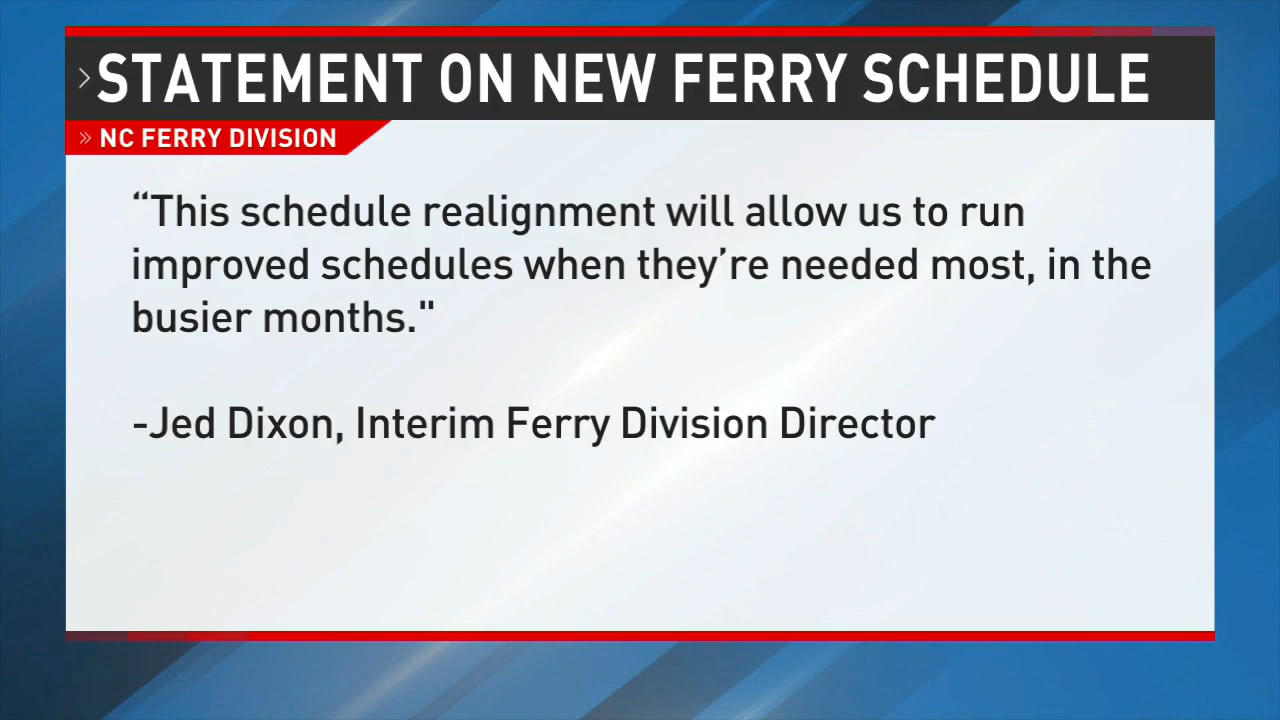 STATEMENT ON NEW FERRY SCHEDULE
NC FERRY DIVISION
“This schedule realignment will allow us to run
improved schedules when they’re needed most, in the
busier months."
-Jed Dixon, Interim Ferry Division Director